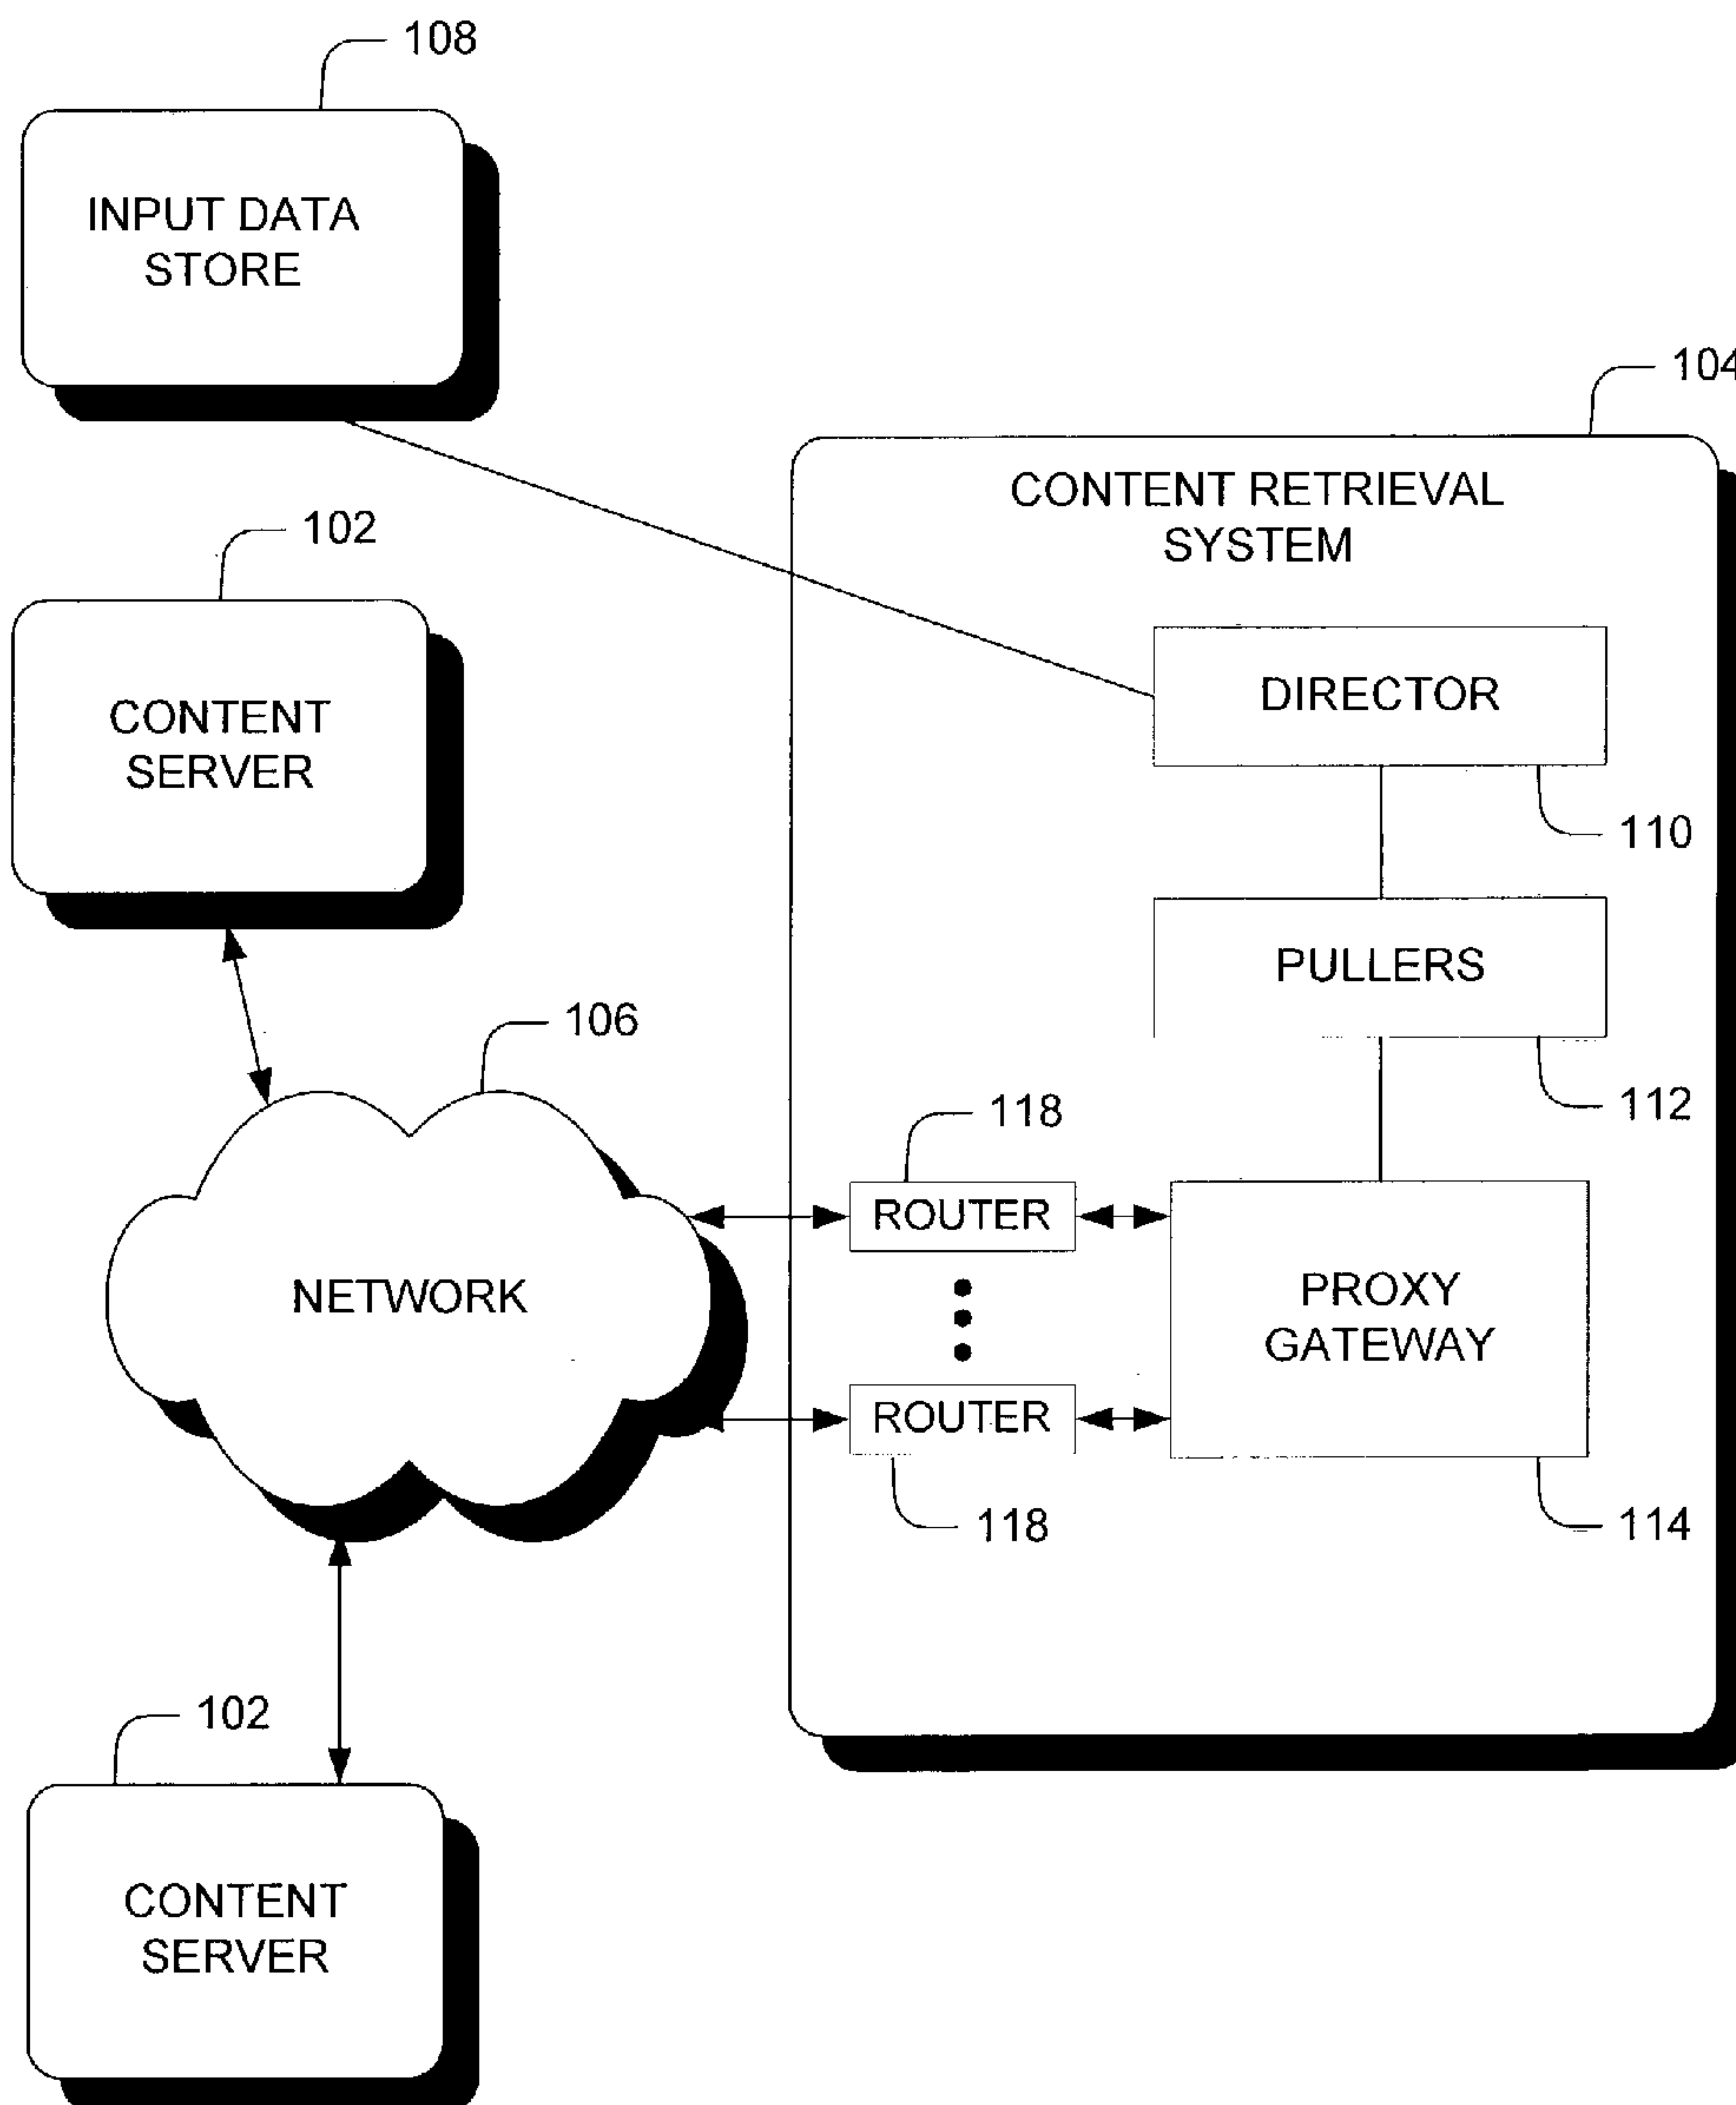 108
INPUT DATA
STORE
104
CONTENT RETRIEVAL
SYSTEM
102
CONTENT
SERVER
DIRECTOR
110
PULLERS
106
112
118
ROUTER
NETWORK
PROXY
GATEWAY
ROUTER
118
114
102
CONTENT
SERVER